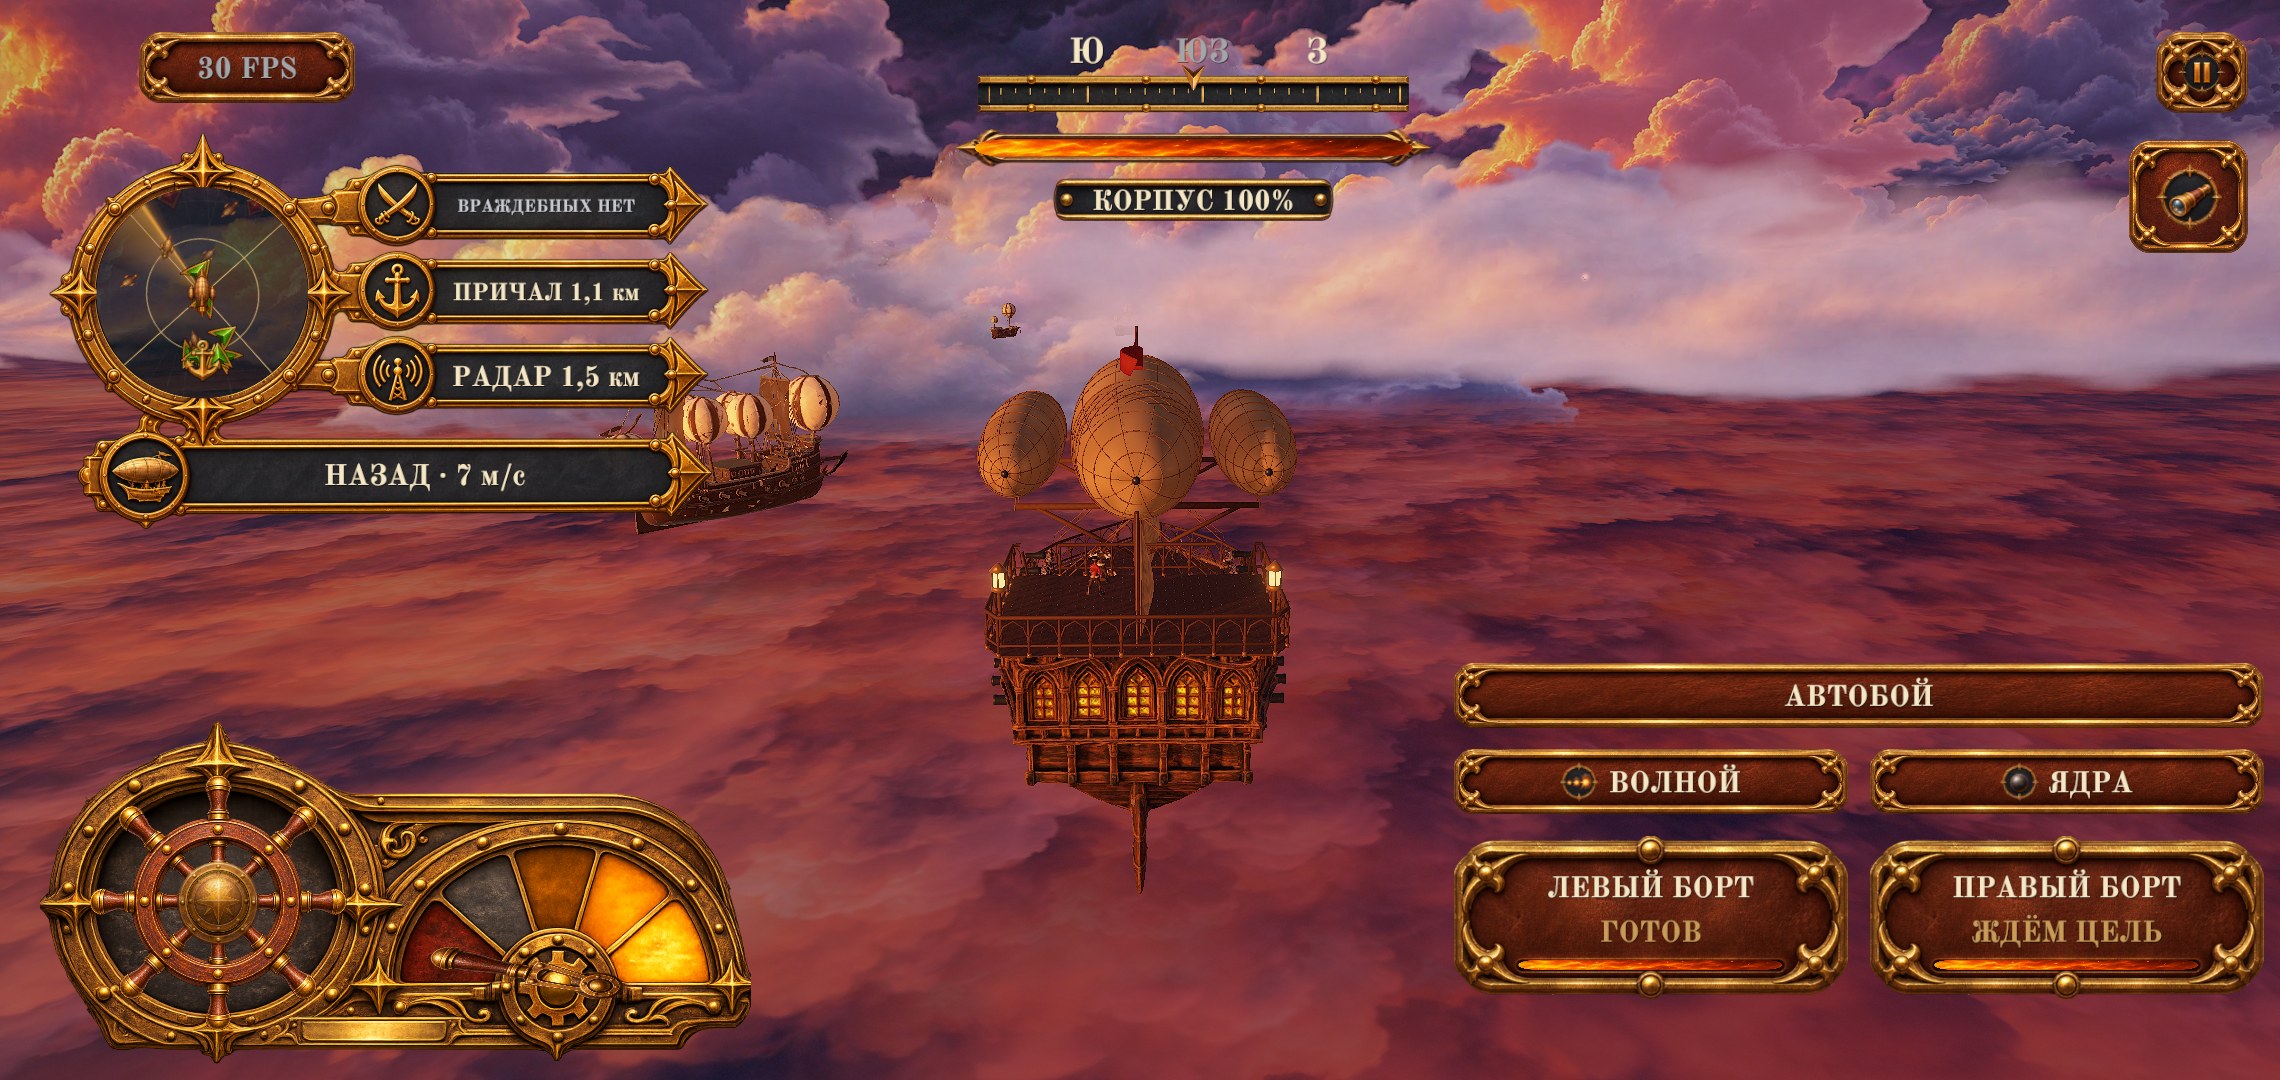 30 FPS
Ю ЮЗ З
КОРПУС 100%
ВРАЖДЕБНЫХ НЕТ
ПРИЧАЛ 1,1 км
РАДАР 1,5 км
НАЗАД · 7 м/с
АВТОБОЙ
ВОЛНОЙ
ЯДРА
ЛЕВЫЙ БОРТ
ГОТОВ
ПРАВЫЙ БОРТ
ЖДЁМ ЦЕЛЬ